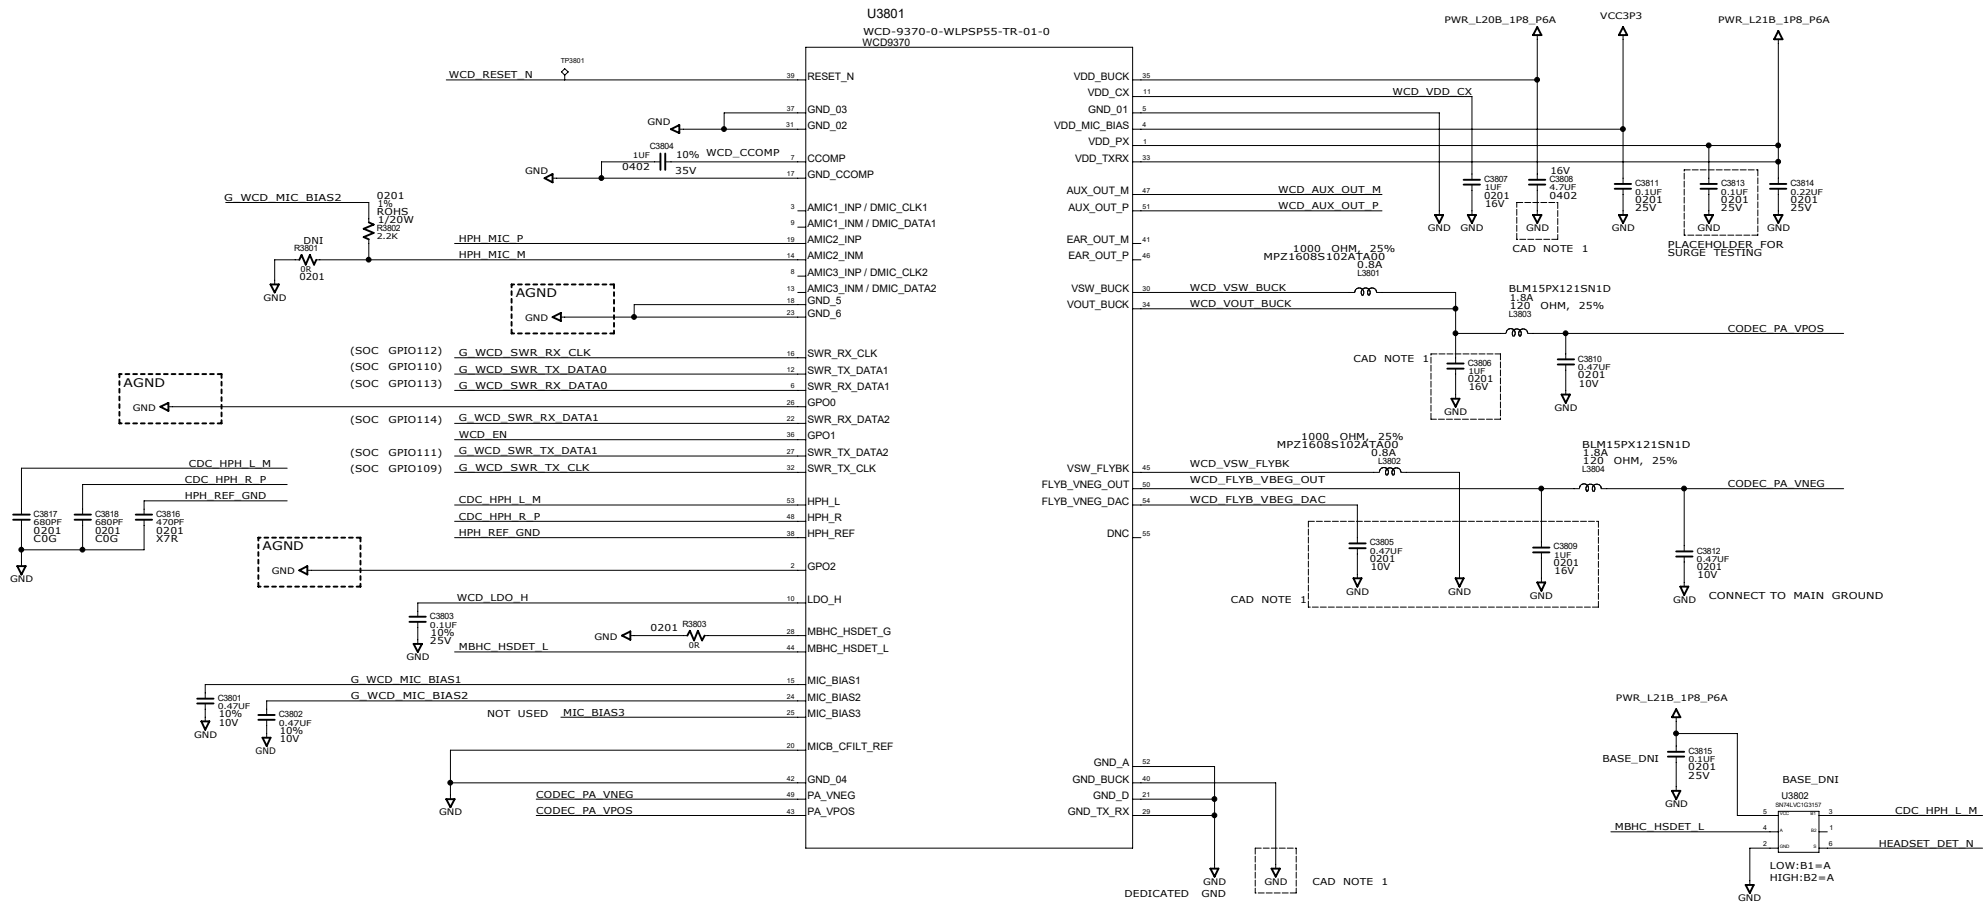 U3801
WCD-9370-0-WLPSP55-TR-01-0
WCD9370
PWR_L20B_1P8_P6A
VCC3P3
PWR_L21B_1P8_P6A
TP3801
WCD_RESET_N 39 RESET_N
37 GND_03
GND 31 GND_02
C3804
1UF 10% WCD_CCOMP 7 CCOMP
0402 35V
GND 17 GND_CCOMP
G_WCD_MIC_BIAS2
0201
1%
ROHS
1/20W
R3802
2.2K
3 AMIC1_INP / DMIC_CLK1
9 AMIC1_INM / DMIC_DATA1
HPH_MIC_P 19 AMIC2_INP
DNI
R3801
0R
0201
GND
HPH_MIC_M 14 AMIC2_INM
8 AMIC3_INP / DMIC_CLK2
13 AMIC3_INM / DMIC_DATA2
AGND
18 GND_5
GND 23 GND_6
(SOC GPIO112) G_WCD_SWR_RX_CLK 16 SWR_RX_CLK
(SOC GPIO110) G_WCD_SWR_TX_DATA0 12 SWR_TX_DATA1
(SOC GPIO113) G_WCD_SWR_RX_DATA0 6 SWR_RX_DATA1
AGND
GND 26 GPO0
(SOC GPIO114) G_WCD_SWR_RX_DATA1 22 SWR_RX_DATA2
WCD_EN 36 GPO1
(SOC GPIO111) G_WCD_SWR_TX_DATA1 27 SWR_TX_DATA2
(SOC GPIO109) G_WCD_SWR_TX_CLK 32 SWR_TX_CLK
CDC_HPH_L_M
CDC_HPH_R_P
HPH_REF_GND
C3817
680PF
0201
C0G
C3818
680PF
0201
C0G
C3816
470PF
0201
X7R
GND
CDC_HPH_L_M 53 HPH_L
CDC_HPH_R_P 48 HPH_R
HPH_REF_GND 38 HPH_REF
AGND
GND 2 GPO2
WCD_LDO_H 10 LDO_H
C3803
0.1UF
10%
25V
GND
GND 0201 R3803 28 MBHC_HSDET_G
0R
MBHC_HSDET_L 44 MBHC_HSDET_L
G_WCD_MIC_BIAS1 15 MIC_BIAS1
G_WCD_MIC_BIAS2 24 MIC_BIAS2
NOT USED MIC_BIAS3 25 MIC_BIAS3
C3801
0.47UF
10%
10V
GND
C3802
0.47UF
10%
10V
GND
20 MICB_CFILT_REF
42 GND_04
GND
CODEC_PA_VNEG 49 PA_VNEG
CODEC_PA_VPOS 43 PA_VPOS
VDD_BUCK 35
VDD_CX 11 WCD_VDD_CX
GND_01 5
VDD_MIC_BIAS 4
VDD_PX 1
VDD_TXRX 33
AUX_OUT_M 47 WCD_AUX_OUT_M
AUX_OUT_P 51 WCD_AUX_OUT_P
GND
C3807
1UF
0201
16V
GND
16V
C3808
4.7UF
0402
GND
CAD NOTE 1
C3811
0.1UF
0201
25V
GND
C3813
0.1UF
0201
25V
GND
PLACEHOLDER FOR
SURGE TESTING
C3814
0.22UF
0201
25V
GND
EAR_OUT_M 41
EAR_OUT_P 46
1000 OHM, 25%
MPZ1608S102ATA00
0.8A
L3801
VSW_BUCK 30 WCD_VSW_BUCK
VOUT_BUCK 34 WCD_VOUT_BUCK
BLM15PX121SN1D
1.8A
120 OHM, 25%
L3803
CODEC_PA_VPOS
CAD NOTE 1
C3806
1UF
0201
16V
GND
C3810
0.47UF
0201
10V
GND
1000 OHM, 25%
MPZ1608S102ATA00
0.8A
L3802
BLM15PX121SN1D
1.8A
120 OHM, 25%
L3804
VSW_FLYBK 45 WCD_VSW_FLYBK
FLYB_VNEG_OUT 50 WCD_FLYB_VBEG_OUT
CODEC_PA_VNEG
FLYB_VNEG_DAC 54 WCD_FLYB_VBEG_DAC
DNC 55
C3805
0.47UF
0201
10V
GND
GND
C3809
1UF
0201
16V
GND
CAD NOTE 1
C3812
0.47UF
0201
10V
GND CONNECT TO MAIN GROUND
GND_A 52
GND_BUCK 40
GND_D 21
GND_TX_RX 29
GND
DEDICATED GND
GND
CAD NOTE 1
PWR_L21B_1P8_P6A
BASE_DNI
C3815
0.1UF
0201
25V
GND
BASE_DNI
U3802
SN74LVC1G3157
5 VCC B1 3 CDC_HPH_L_M
MBHC_HSDET_L 4 A B2 1
2 GND S 6 HEADSET_DET_N
LOW:B1=A
HIGH:B2=A
GND